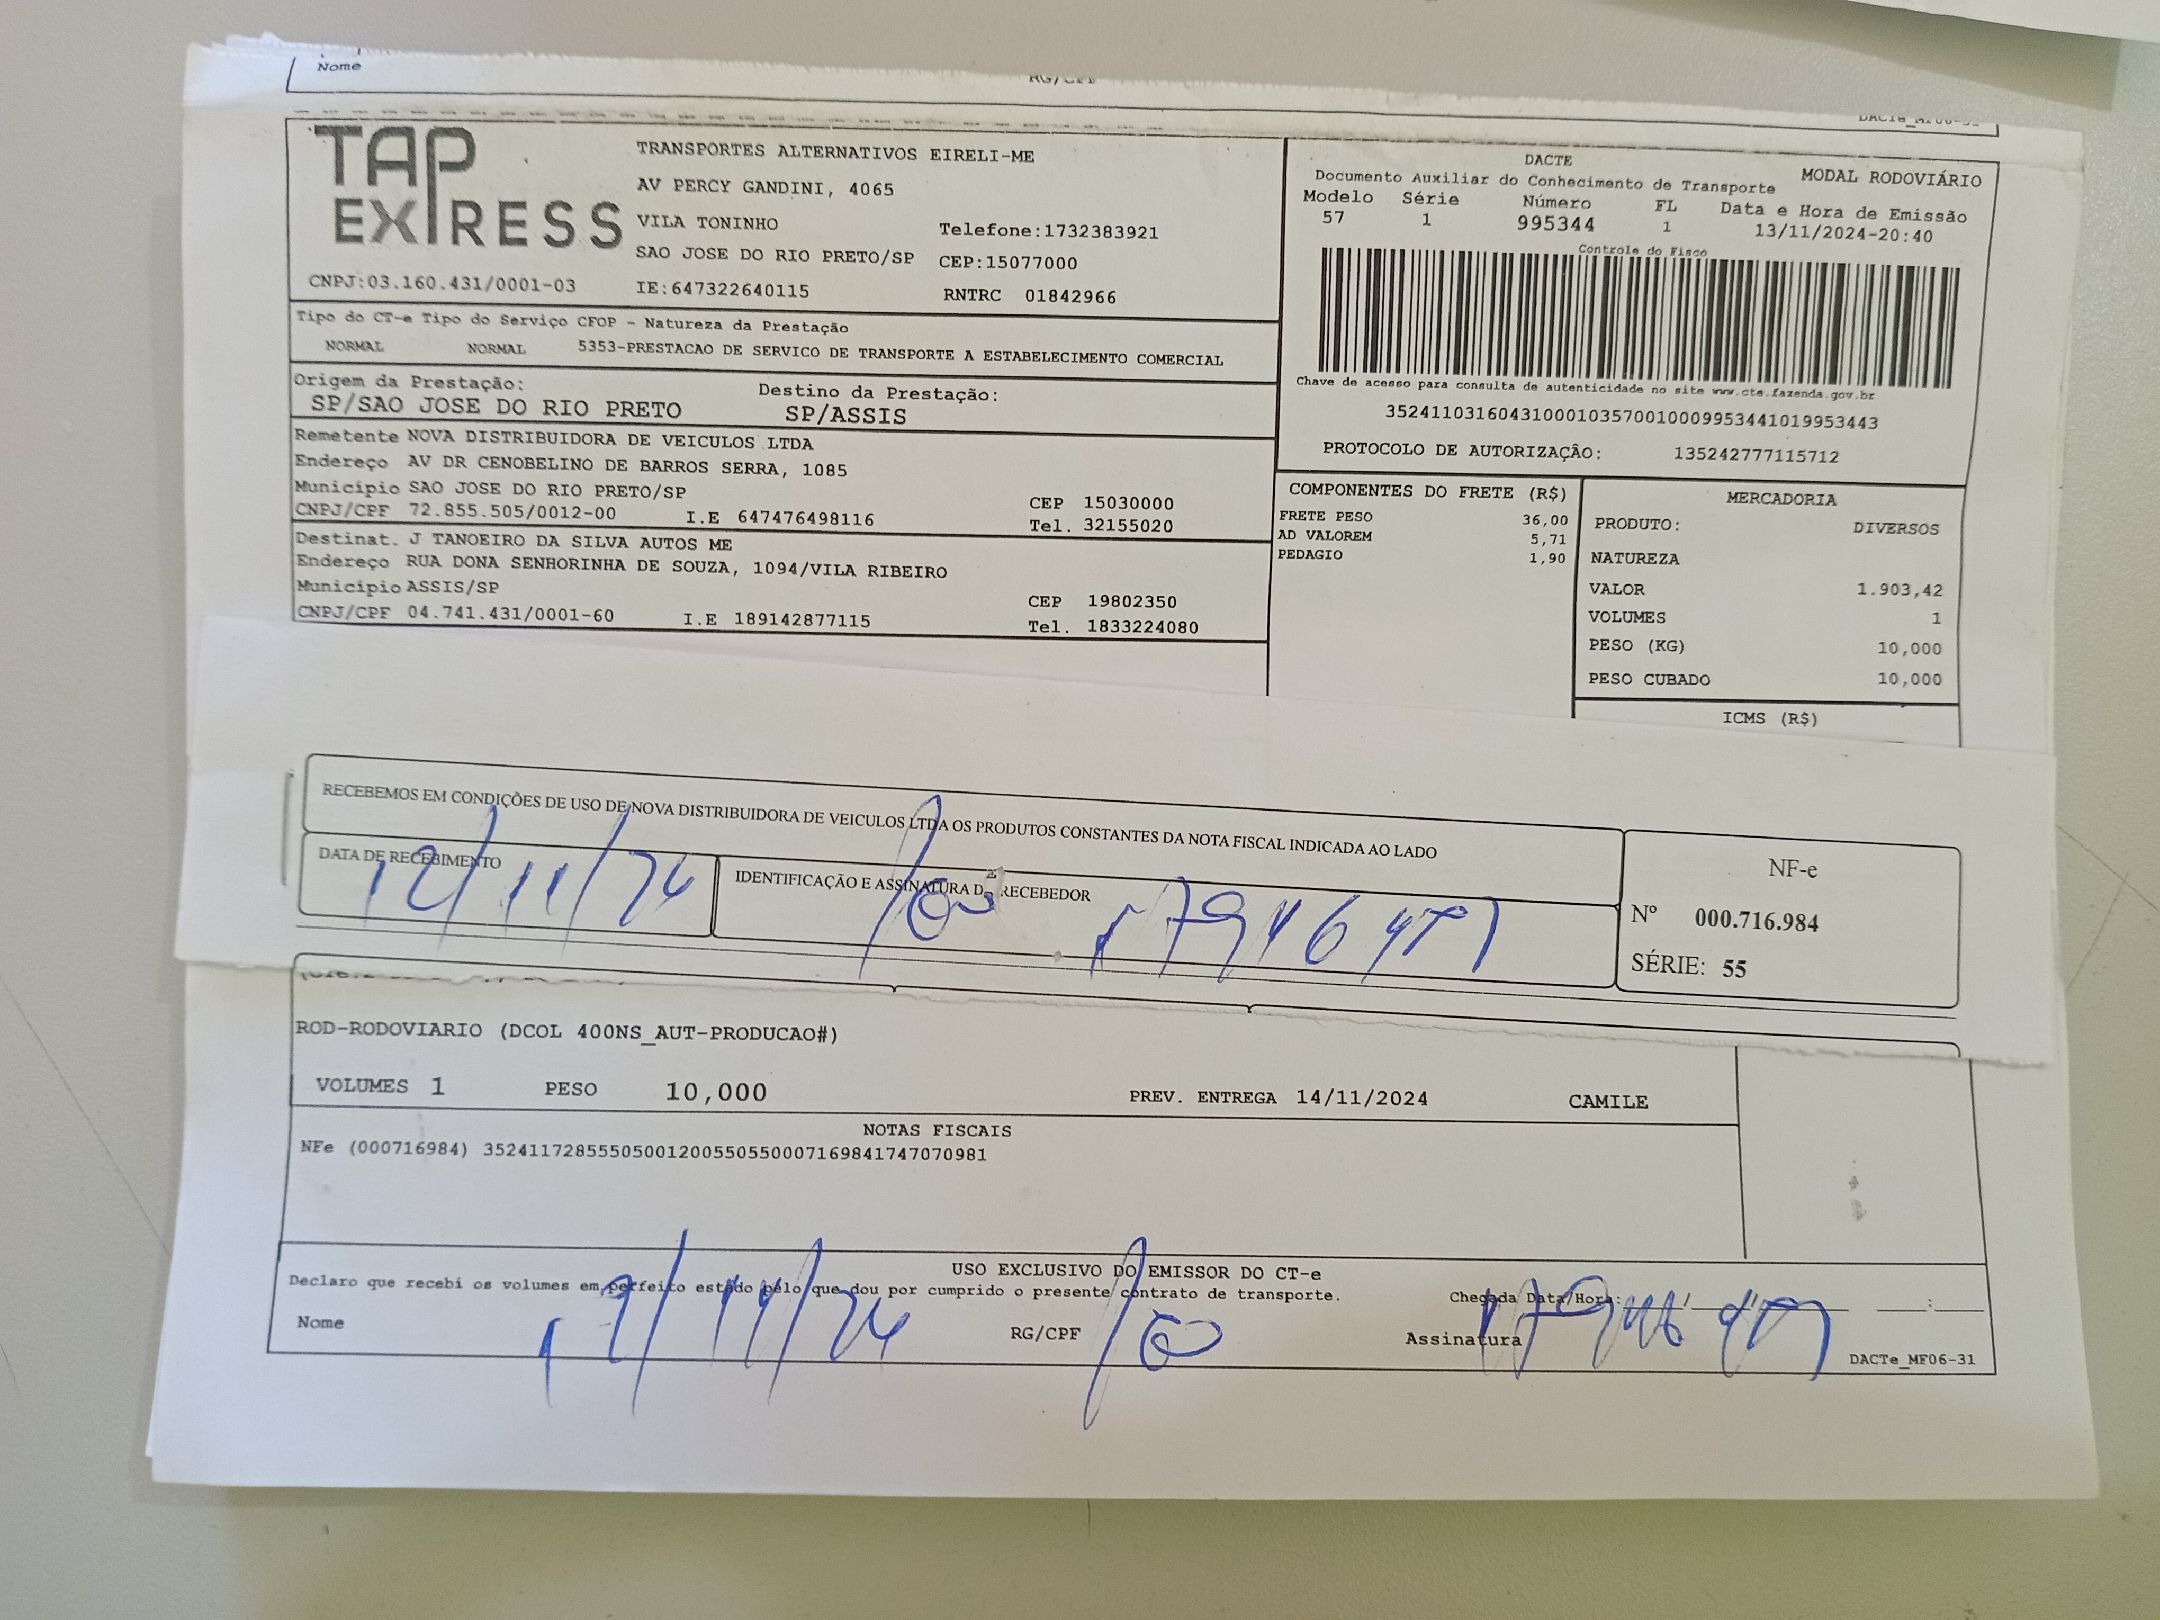 Nome
RG/CPF
DACTe_MF06-31
TAP EXPRESS
TRANSPORTES ALTERNATIVOS EIRELI-ME
AV PERCY GANDINI, 4065
VILA TONINHO Telefone:1732383921
SAO JOSE DO RIO PRETO/SP CEP:15077000
CNPJ:03.160.431/0001-03 IE:647322640115 RNTRC 01842966
DACTE MODAL RODOVIÁRIO
Documento Auxiliar do Conhecimento de Transporte
Modelo Série Número FL Data e Hora de Emissão
57 1 995344 1 13/11/2024-20:40
Controle do Fisco
Chave de acesso para consulta de autenticidade no site www.cte.fazenda.gov.br
35241103160431000103570010009953441019953443
PROTOCOLO DE AUTORIZAÇÃO: 135242777115712
Tipo do CT-e Tipo do Serviço CFOP - Natureza da Prestação
NORMAL NORMAL 5353-PRESTACAO DE SERVICO DE TRANSPORTE A ESTABELECIMENTO COMERCIAL
Origem da Prestação: Destino da Prestação:
SP/SAO JOSE DO RIO PRETO SP/ASSIS
Remetente NOVA DISTRIBUIDORA DE VEICULOS LTDA
Endereço AV DR CENOBELINO DE BARROS SERRA, 1085
Município SAO JOSE DO RIO PRETO/SP CEP 15030000
CNPJ/CPF 72.855.505/0012-00 I.E 647476498116 Tel. 32155020
Destinat. J TANOEIRO DA SILVA AUTOS ME
Endereço RUA DONA SENHORINHA DE SOUZA, 1094/VILA RIBEIRO
Município ASSIS/SP CEP 19802350
CNPJ/CPF 04.741.431/0001-60 I.E 189142877115 Tel. 1833224080
COMPONENTES DO FRETE (R$)
FRETE PESO 36,00
AD VALOREM 5,71
PEDAGIO 1,90
MERCADORIA
PRODUTO: DIVERSOS
NATUREZA
VALOR 1.903,42
VOLUMES 1
PESO (KG) 10,000
PESO CUBADO 10,000
ICMS (R$)
RECEBEMOS EM CONDIÇÕES DE USO DE NOVA DISTRIBUIDORA DE VEICULOS LTDA OS PRODUTOS CONSTANTES DA NOTA FISCAL INDICADA AO LADO
DATA DE RECEBIMENTO
IDENTIFICAÇÃO E ASSINATURA DE RECEBEDOR
NF-e
Nº 000.716.984
SÉRIE: 55
ROD-RODOVIARIO (DCOL 400NS_AUT-PRODUCAO#)
VOLUMES 1 PESO 10,000 PREV. ENTREGA 14/11/2024 CAMILE
NOTAS FISCAIS
NFe (000716984) 35241172855505001200550550007169841747070981
USO EXCLUSIVO DO EMISSOR DO CT-e
Declaro que recebi os volumes em perfeito estado pelo que dou por cumprido o presente contrato de transporte. Chegada Data/Hora:
Nome RG/CPF Assinatura
DACTe_MF06-31